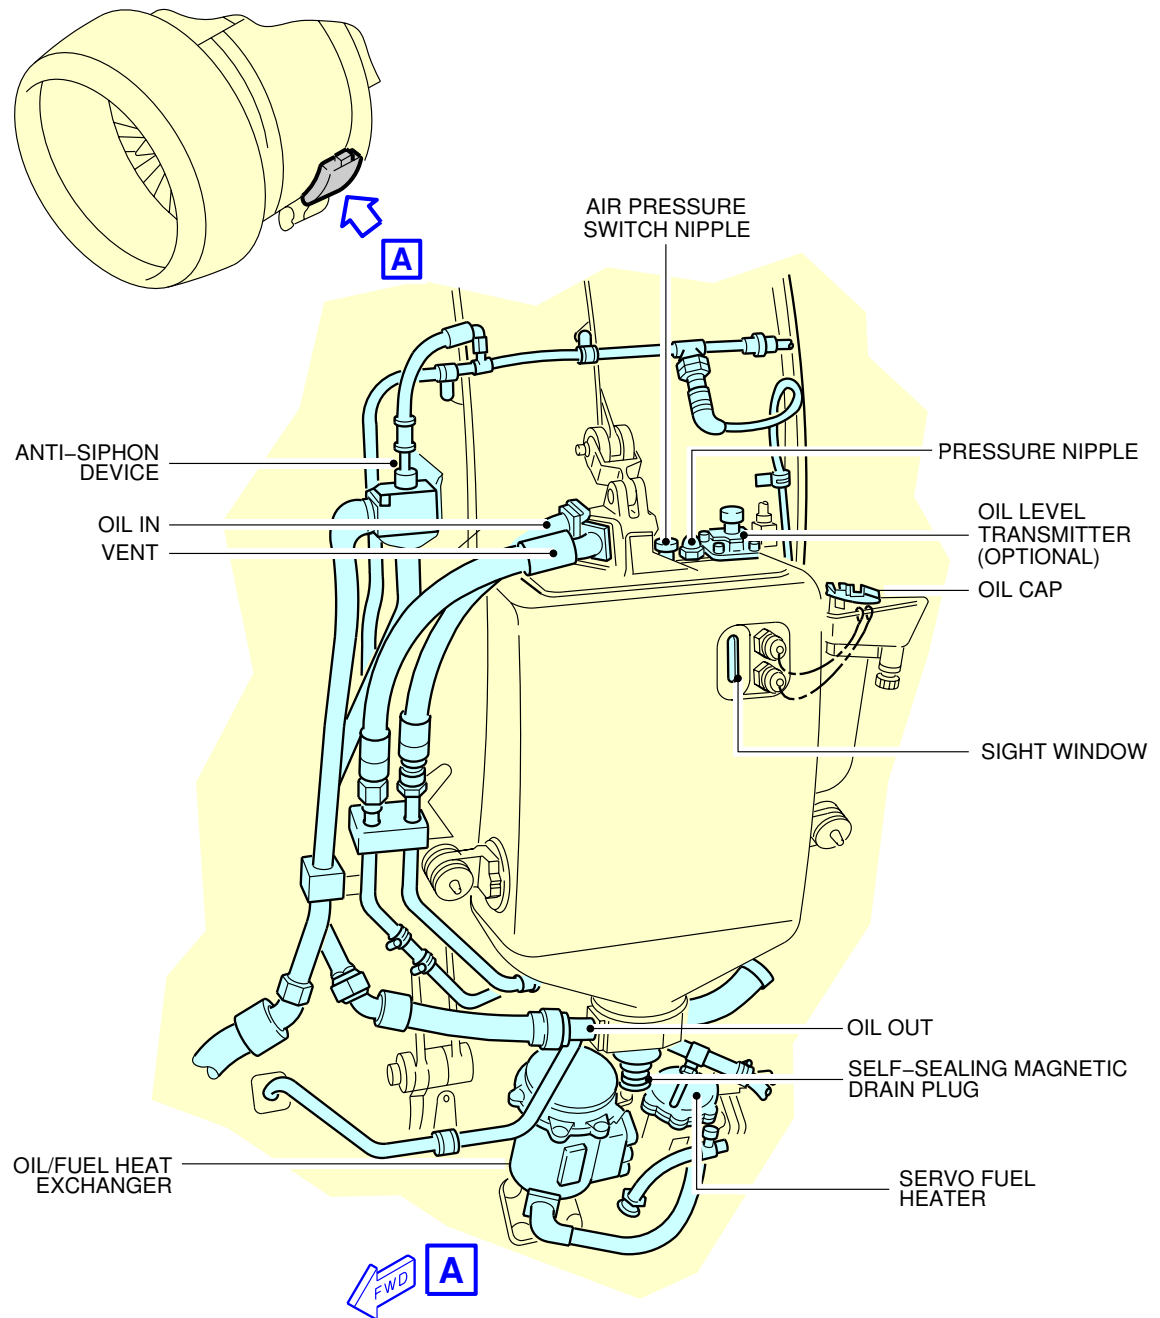 A
AIR PRESSURE
SWITCH NIPPLE
ANTI–SIPHON
DEVICE
PRESSURE NIPPLE
OIL IN
VENT
OIL LEVEL
TRANSMITTER
(OPTIONAL)
OIL CAP
SIGHT WINDOW
OIL OUT
SELF–SEALING MAGNETIC
DRAIN PLUG
OIL/FUEL HEAT
EXCHANGER
SERVO FUEL
HEATER
FWD
A